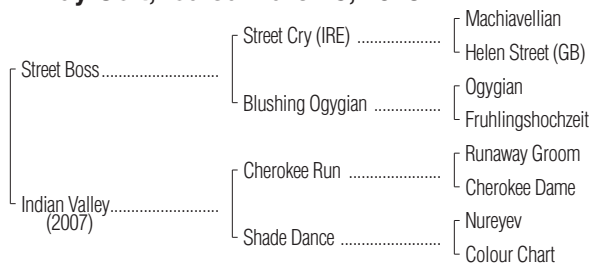 Machiavellian
Street Cry (IRE) ..................
Helen Street (GB)
Street Boss..........................
Ogygian
Blushing Ogygian ................
Fruhlingshochzeit
Runaway Groom
Cherokee Run ......................
Cherokee Dame
Indian Valley........................
(2007)
Nureyev
Shade Dance .......................
Colour Chart